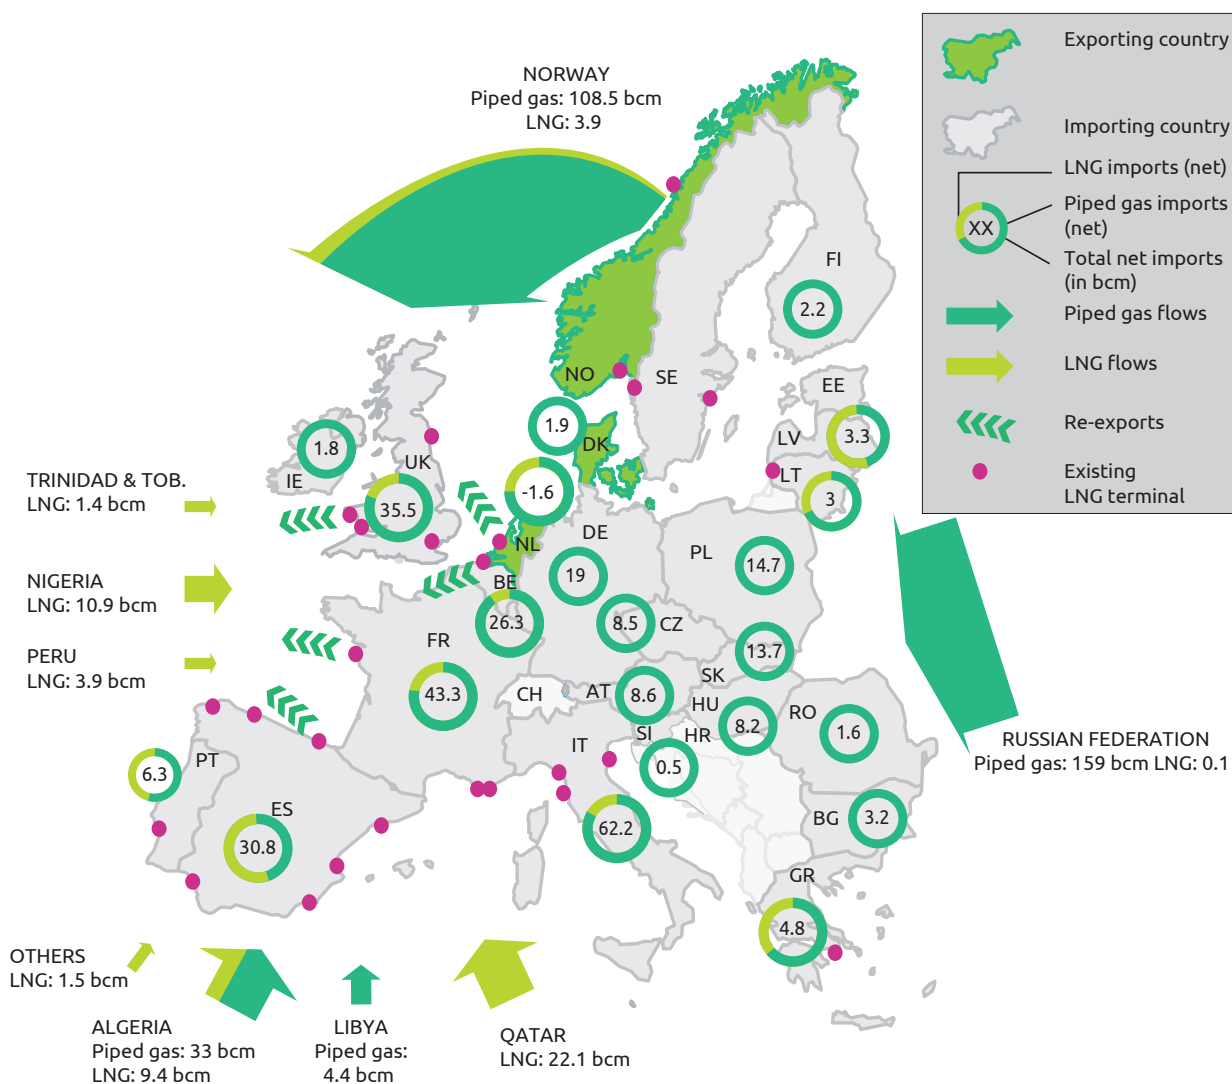 NORWAY
Piped gas: 108.5 bcm
LNG: 3.9
Exporting country
Importing country
LNG imports (net)
Piped gas imports
(net)
XX
Total net imports
(in bcm)
Piped gas flows
LNG flows
Re-exports
Existing
LNG terminal
FI
2.2
NO
SE
EE
1.9
DK
LV
3.3
1.8
IE
UK
LT
TRINIDAD & TOB.
LNG: 1.4 bcm
35.5
-1.6
3
NL
DE
PL
14.7
NIGERIA
LNG: 10.9 bcm
BE
19
26.3
8.5
CZ
FR
13.7
PERU
LNG: 3.9 bcm
SK
43.3
CH
AT
8.6
HU
8.2
RO
1.6
SI
HR
IT
0.5
RUSSIAN FEDERATION
Piped gas: 159 bcm LNG: 0.1
PT
6.3
ES
30.8
62.2
BG
3.2
GR
4.8
OTHERS
LNG: 1.5 bcm
ALGERIA
Piped gas: 33 bcm
LNG: 9.4 bcm
LIBYA
Piped gas:
4.4 bcm
QATAR
LNG: 22.1 bcm